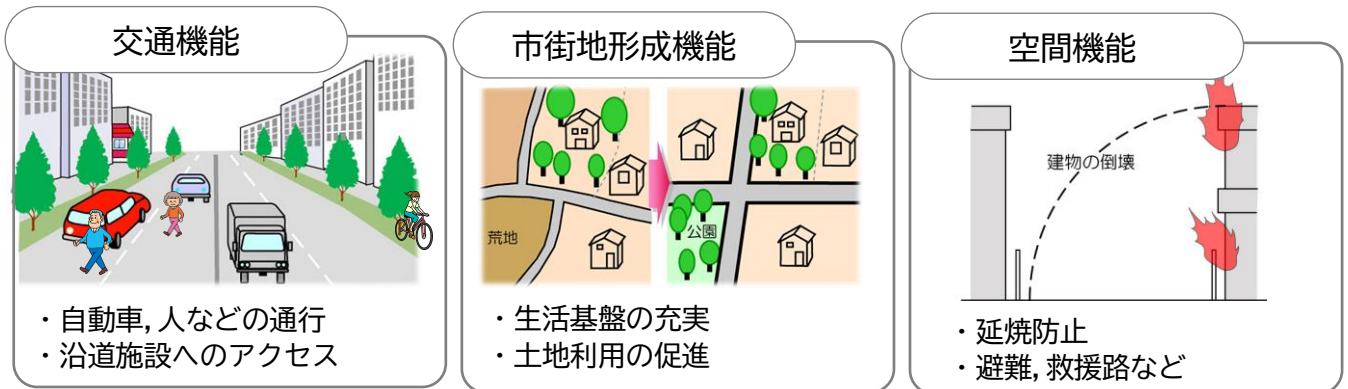 交通機能
・自動車, 人などの通行
・沿道施設へのアクセス
市街地形成機能
荒地
公園
・生活基盤の充実
・土地利用の促進
空間機能
建物の倒壊
・延焼防止
・避難, 救援路など